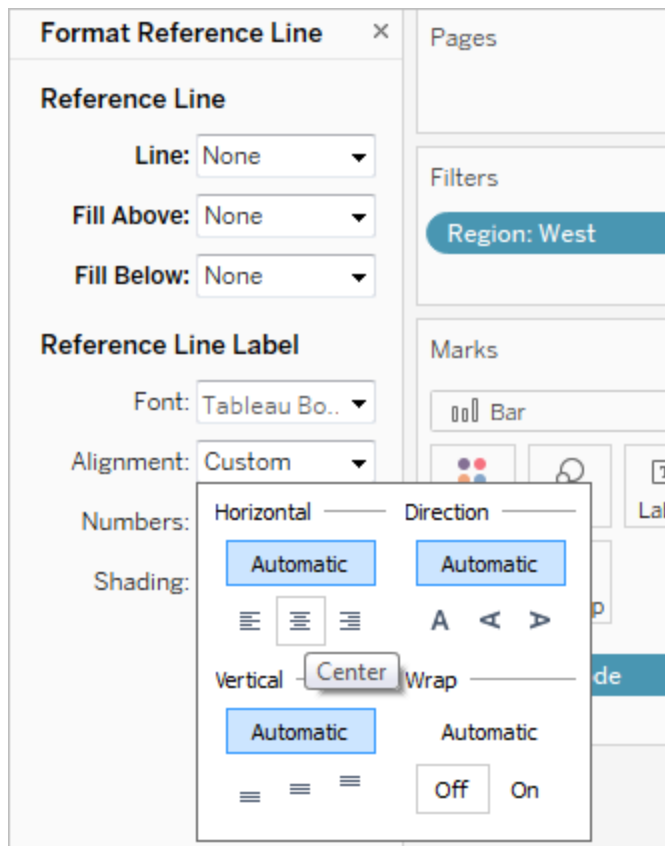 Format Reference Line ×
Reference Line
Line: None
Fill Above: None
Fill Below: None
Reference Line Label
Font: Tableau Bo..
Alignment: Custom
Numbers:
Shading:
Horizontal
Automatic
Center
Vertical
Automatic
Direction
Automatic
A A A
Wrap
Automatic
Off On
Pages
Filters
Region: West
Marks
Bar